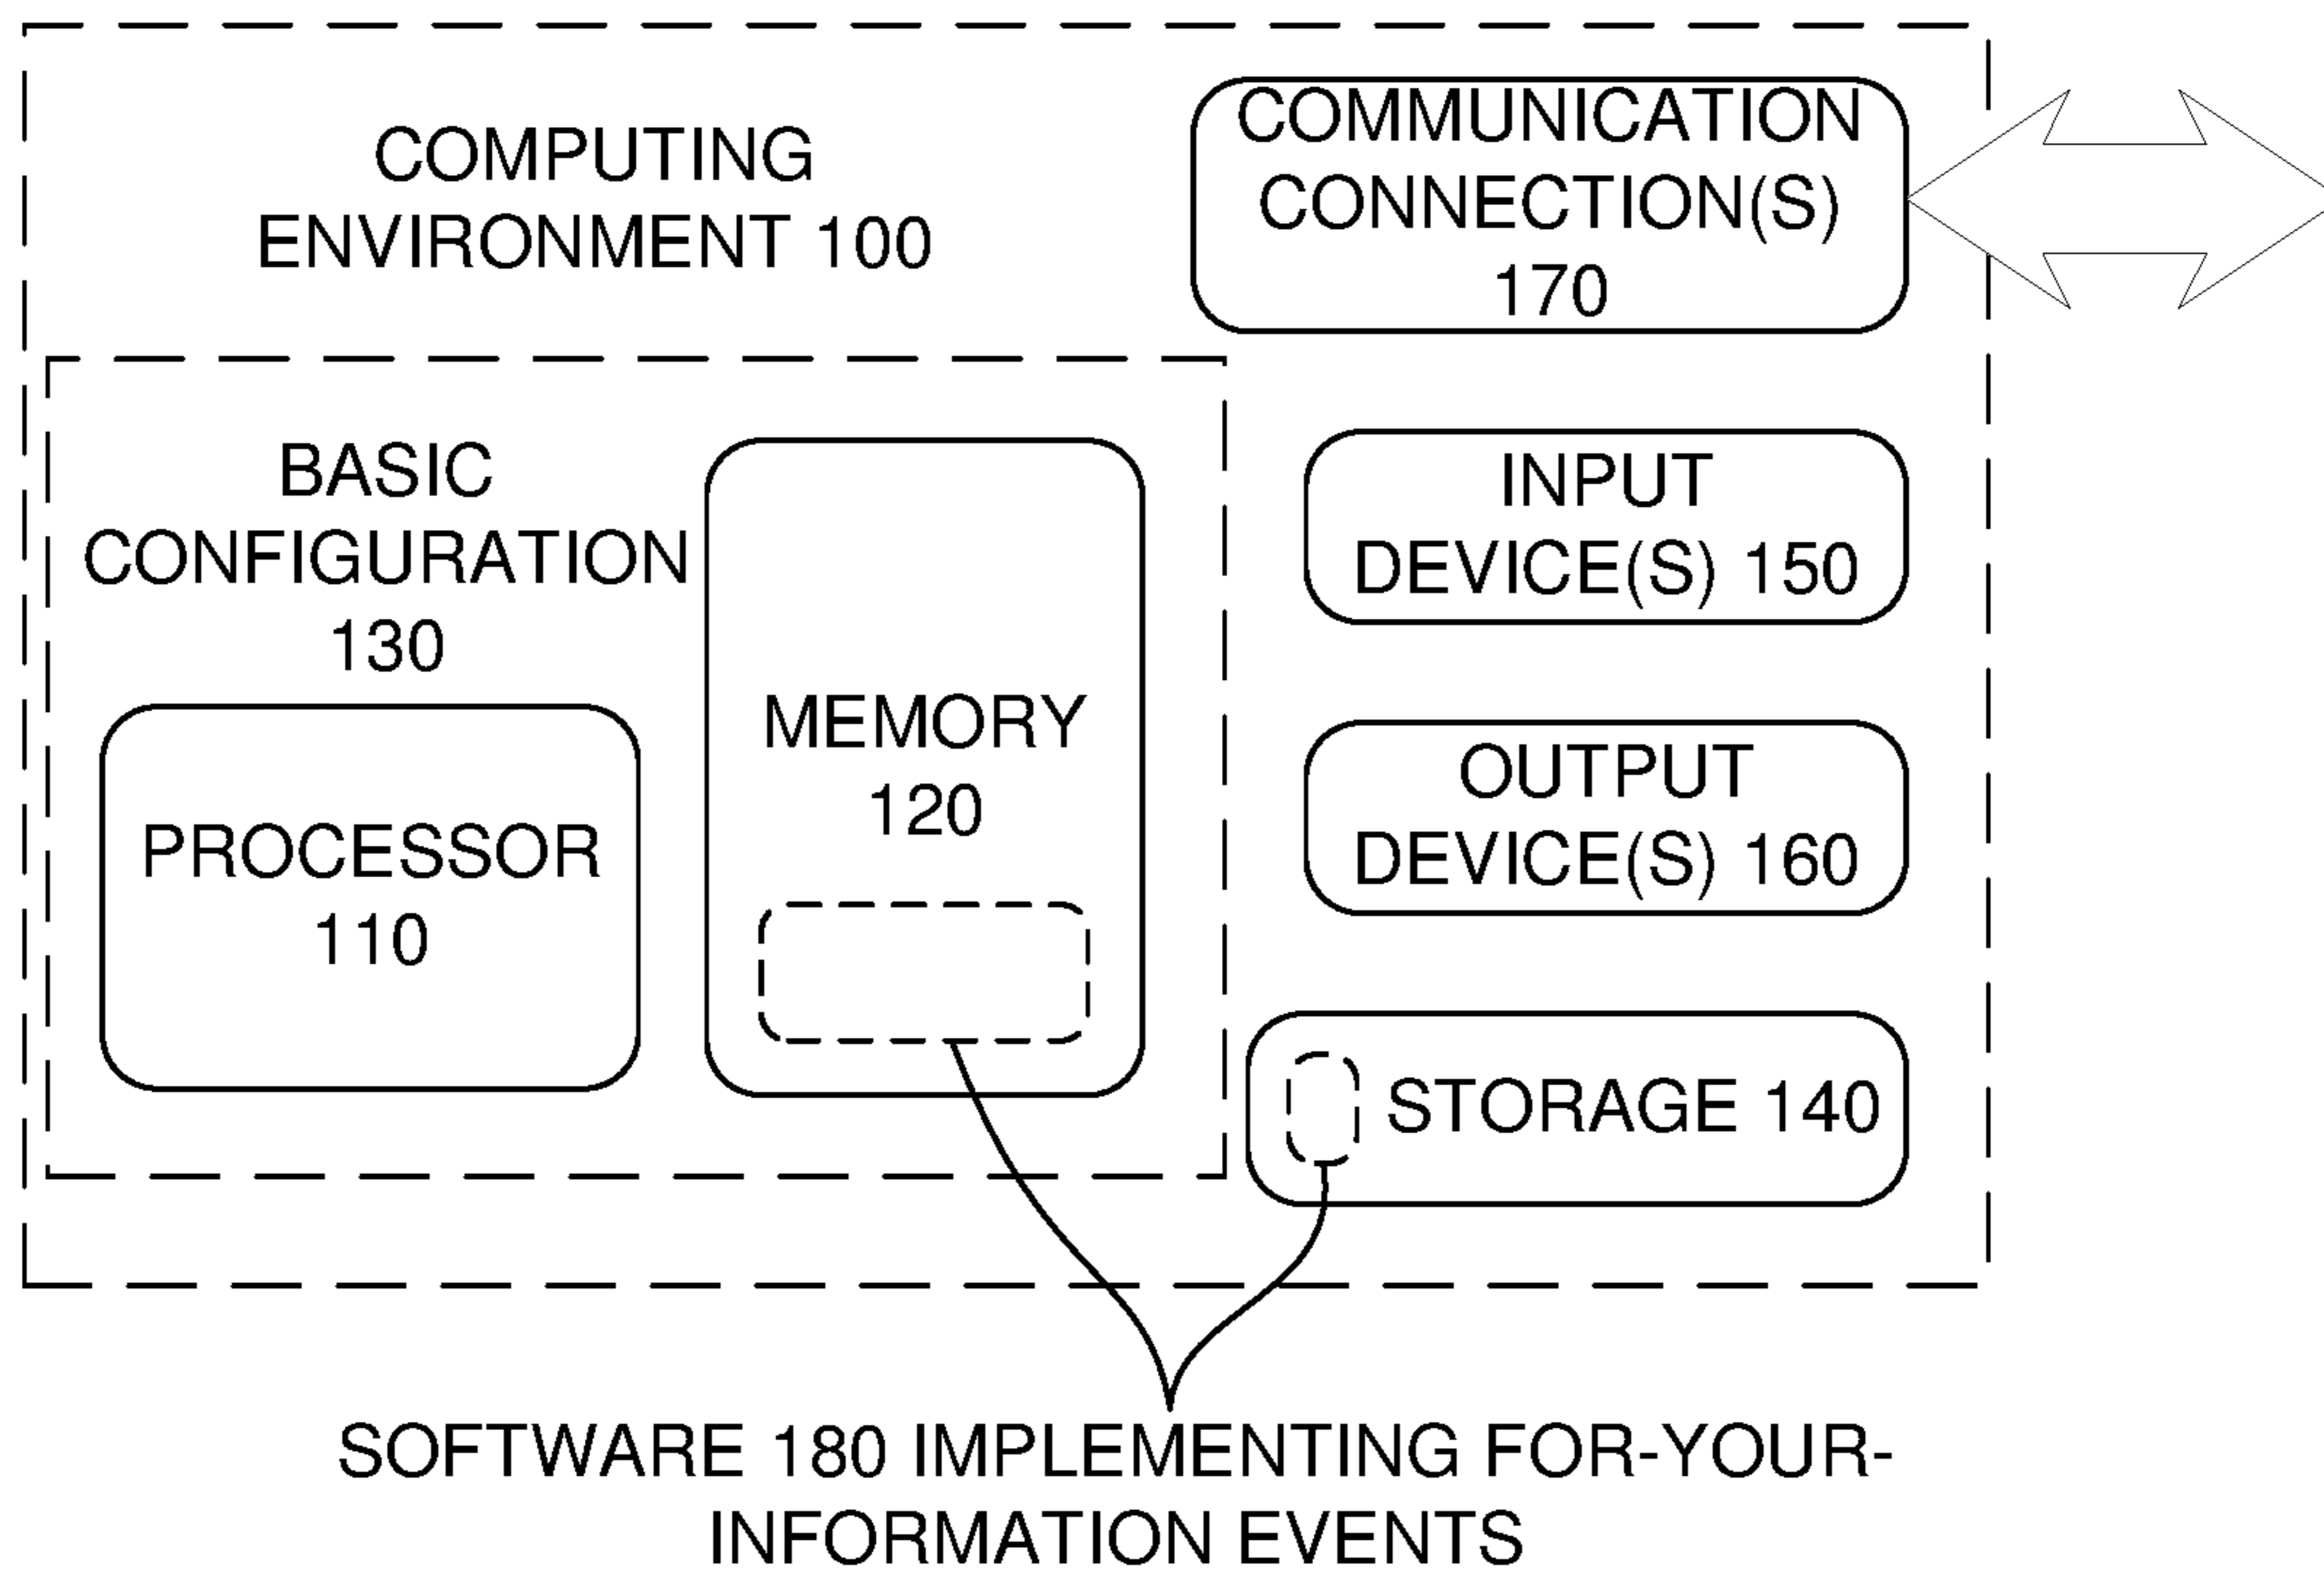 COMPUTING
ENVIRONMENT 100
COMMUNICATION
CONNECTION(S)
170
BASIC
CONFIGURATION
130
PROCESSOR
110
MEMORY
120
INPUT
DEVICE(S) 150
OUTPUT
DEVICE(S) 160
STORAGE 140
SOFTWARE 180 IMPLEMENTING FOR-YOUR-
INFORMATION EVENTS